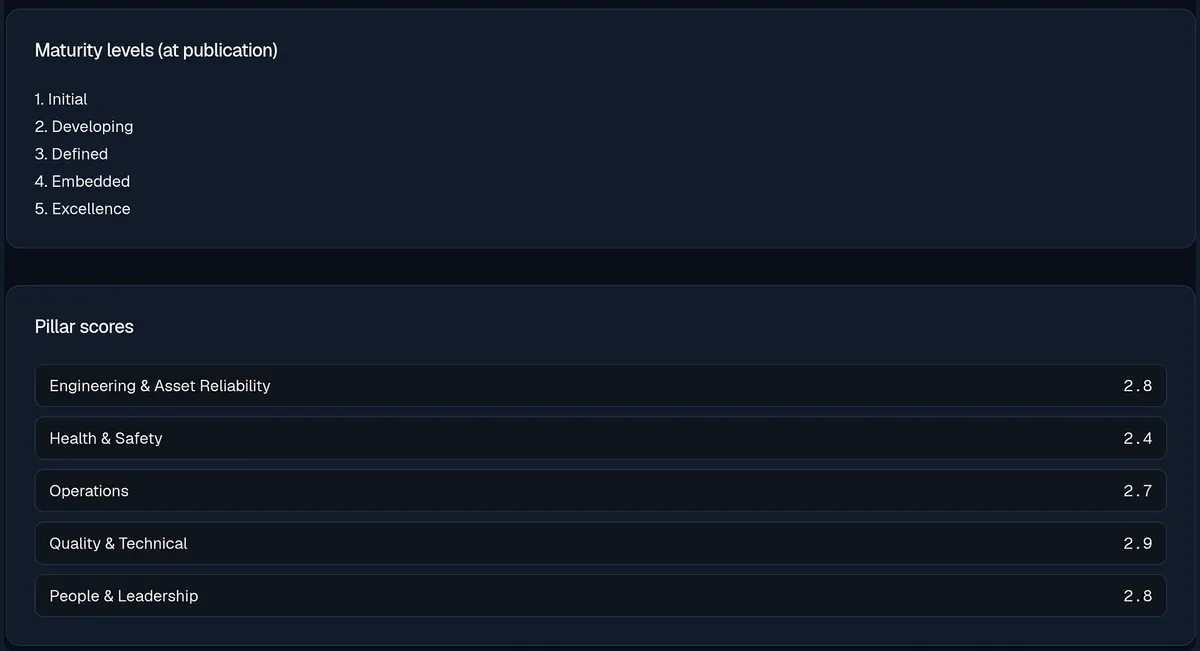 Maturity levels (at publication)
1. Initial
2. Developing
3. Defined
4. Embedded
5. Excellence
Pillar scores
Engineering & Asset Reliability 2.8
Health & Safety 2.4
Operations 2.7
Quality & Technical 2.9
People & Leadership 2.8